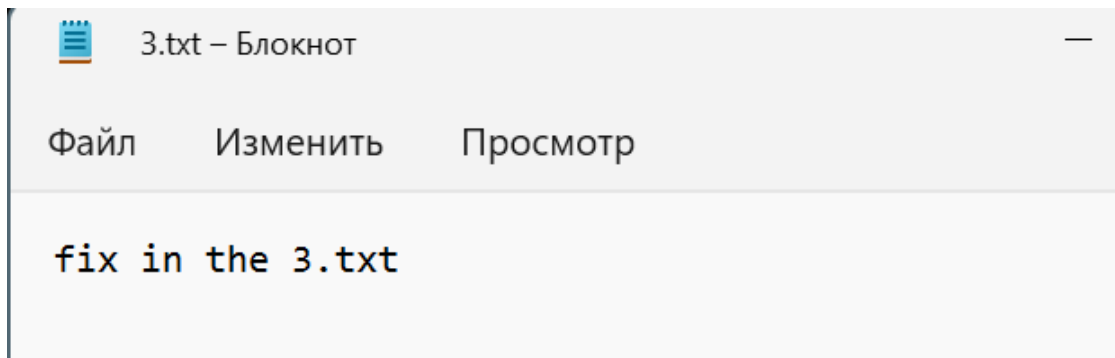 3.txt – Блокнот
Файл Изменить Просмотр
fix in the 3.txt